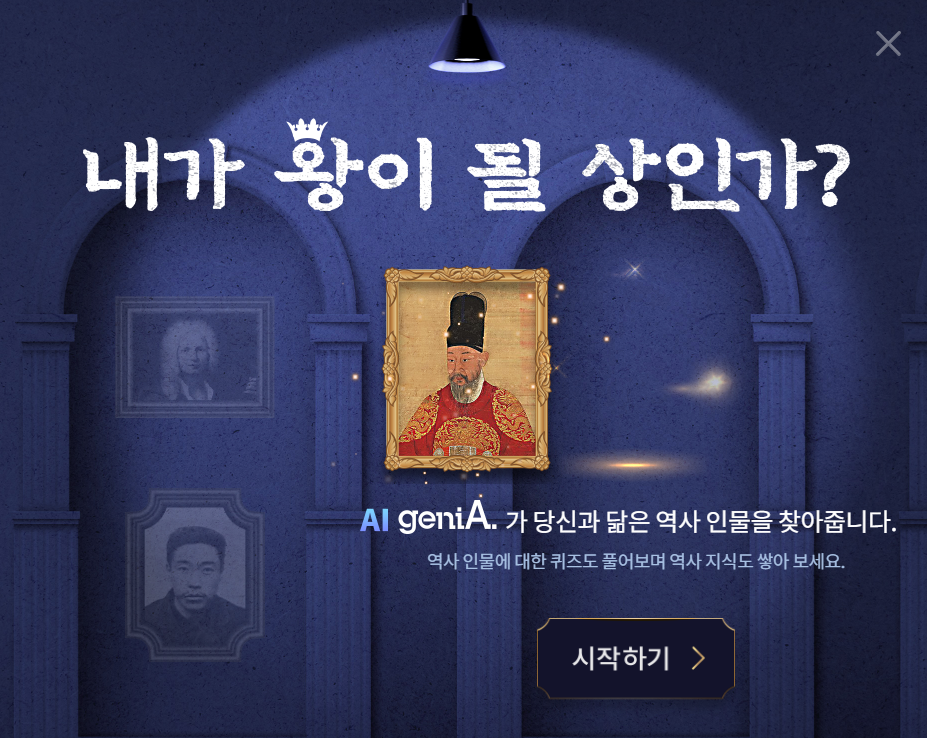 내가 왕이 될 상인가?
AI geniA. 가 당신과 닮은 역사 인물을 찾아줍니다.
역사 인물에 대한 퀴즈도 풀어보며 역사 지식도 쌓아 보세요.
시작하기